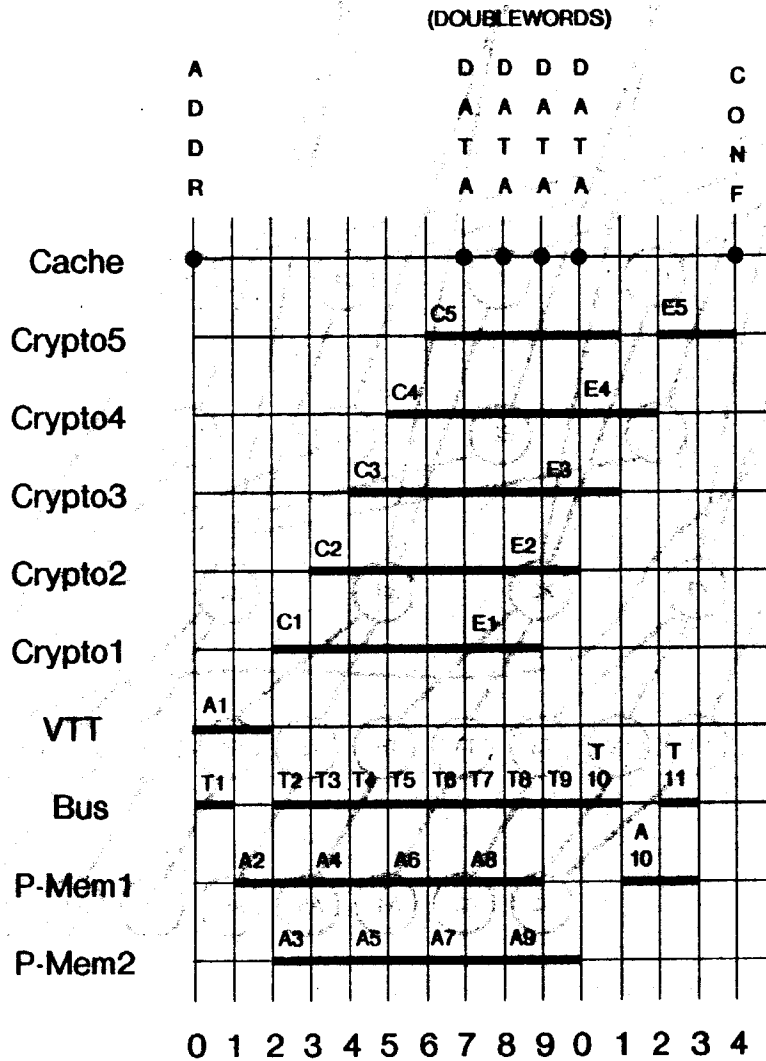 (DOUBLEWORDS)
A D D D D C
D A A A A O
D T T T T N
R A A A A F
Cache
C5 E5
Crypto5
C4 E4
Crypto4
C3 E3
Crypto3
C2 E2
Crypto2
C1 E1
Crypto1
A1
VTT
T T
T1 T2 T3 T4 T5 T6 T7 T8 T9 10 11
Bus
A
A2 A4 A6 A8 10
P-Mem1
A3 A5 A7 A9
P-Mem2
0 1 2 3 4 5 6 7 8 9 0 1 2 3 4